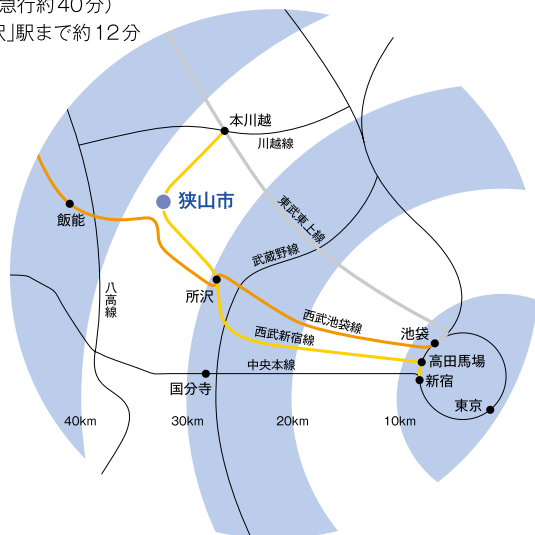 急行約40分）
尺｣駅まで約12分
本川越
川越線
狭山市
東武東上線
飯能
武蔵野線
八高線
所沢
西武池袋線
西武新宿線
池袋
高田馬場
中央本線
新宿
国分寺
東京
40km
30km
20km
10km